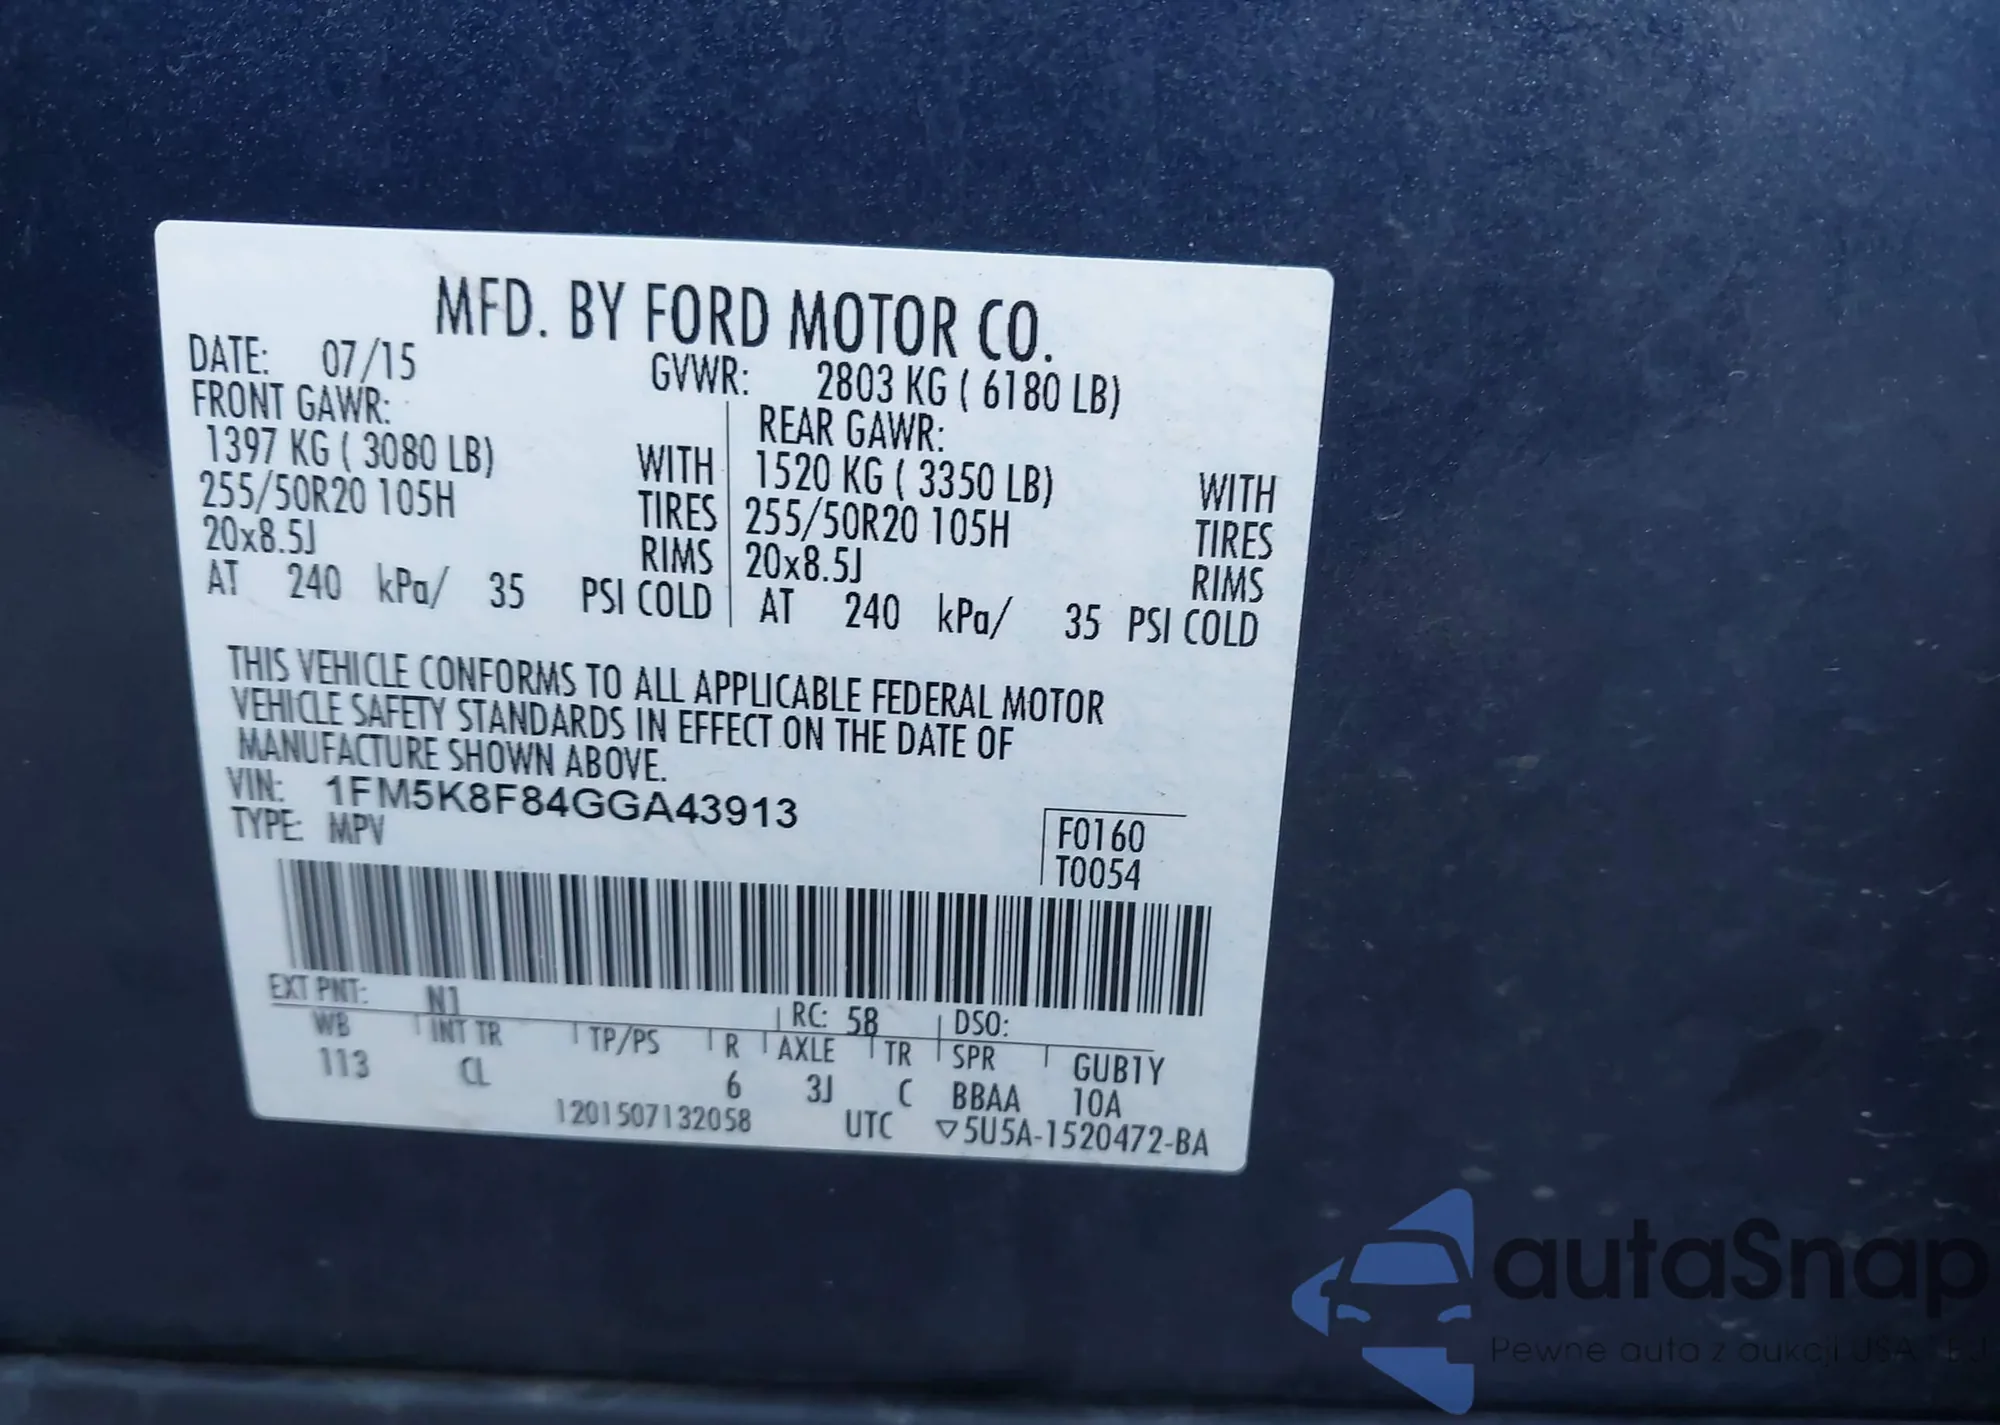 MFD. BY FORD MOTOR CO.
DATE: 07/15 GVWR: 2803 KG ( 6180 LB)
FRONT GAWR: REAR GAWR:
1397 KG ( 3080 LB) WITH 1520 KG ( 3350 LB) WITH
255/50R20 105H TIRES 255/50R20 105H TIRES
20x8.5J RIMS 20x8.5J RIMS
AT 240 kPa/ 35 PSI COLD AT 240 kPa/ 35 PSI COLD
THIS VEHICLE CONFORMS TO ALL APPLICABLE FEDERAL MOTOR
VEHICLE SAFETY STANDARDS IN EFFECT ON THE DATE OF
MANUFACTURE SHOWN ABOVE.
VIN: 1FM5K8F84GGA43913
TYPE: MPV
F0160
T0054
EXT PNT: N1 RC: 58 DSO:
WB INT TR TP/PS R AXLE TR SPR GUB1Y
113 CL 6 3J C BBAA 10A
1201507132058 UTC ▽5U5A-1520472-BA
autaSnap
Pewne auta z aukcji USA